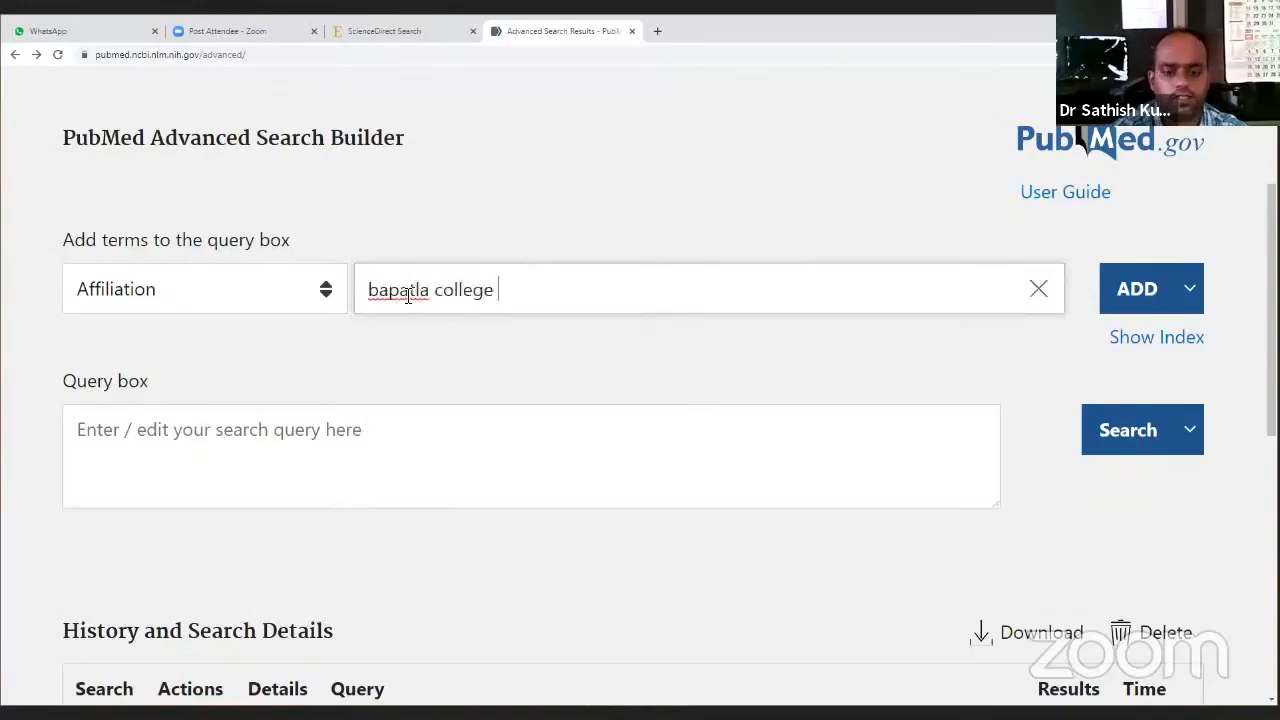 WhatsApp
Post Attendee - Zoom
ScienceDirect Search
Advanced Search Results - PubM
pubmed.ncbi.nlm.nih.gov/advanced/
Dr Sathish Ku...
PubMed Advanced Search Builder
PubMed.gov
User Guide
Add terms to the query box
Affiliation
bapatla college
ADD
Show Index
Query box
Enter / edit your search query here
Search
History and Search Details
Download
Delete
zoom
Search Actions Details Query Results Time